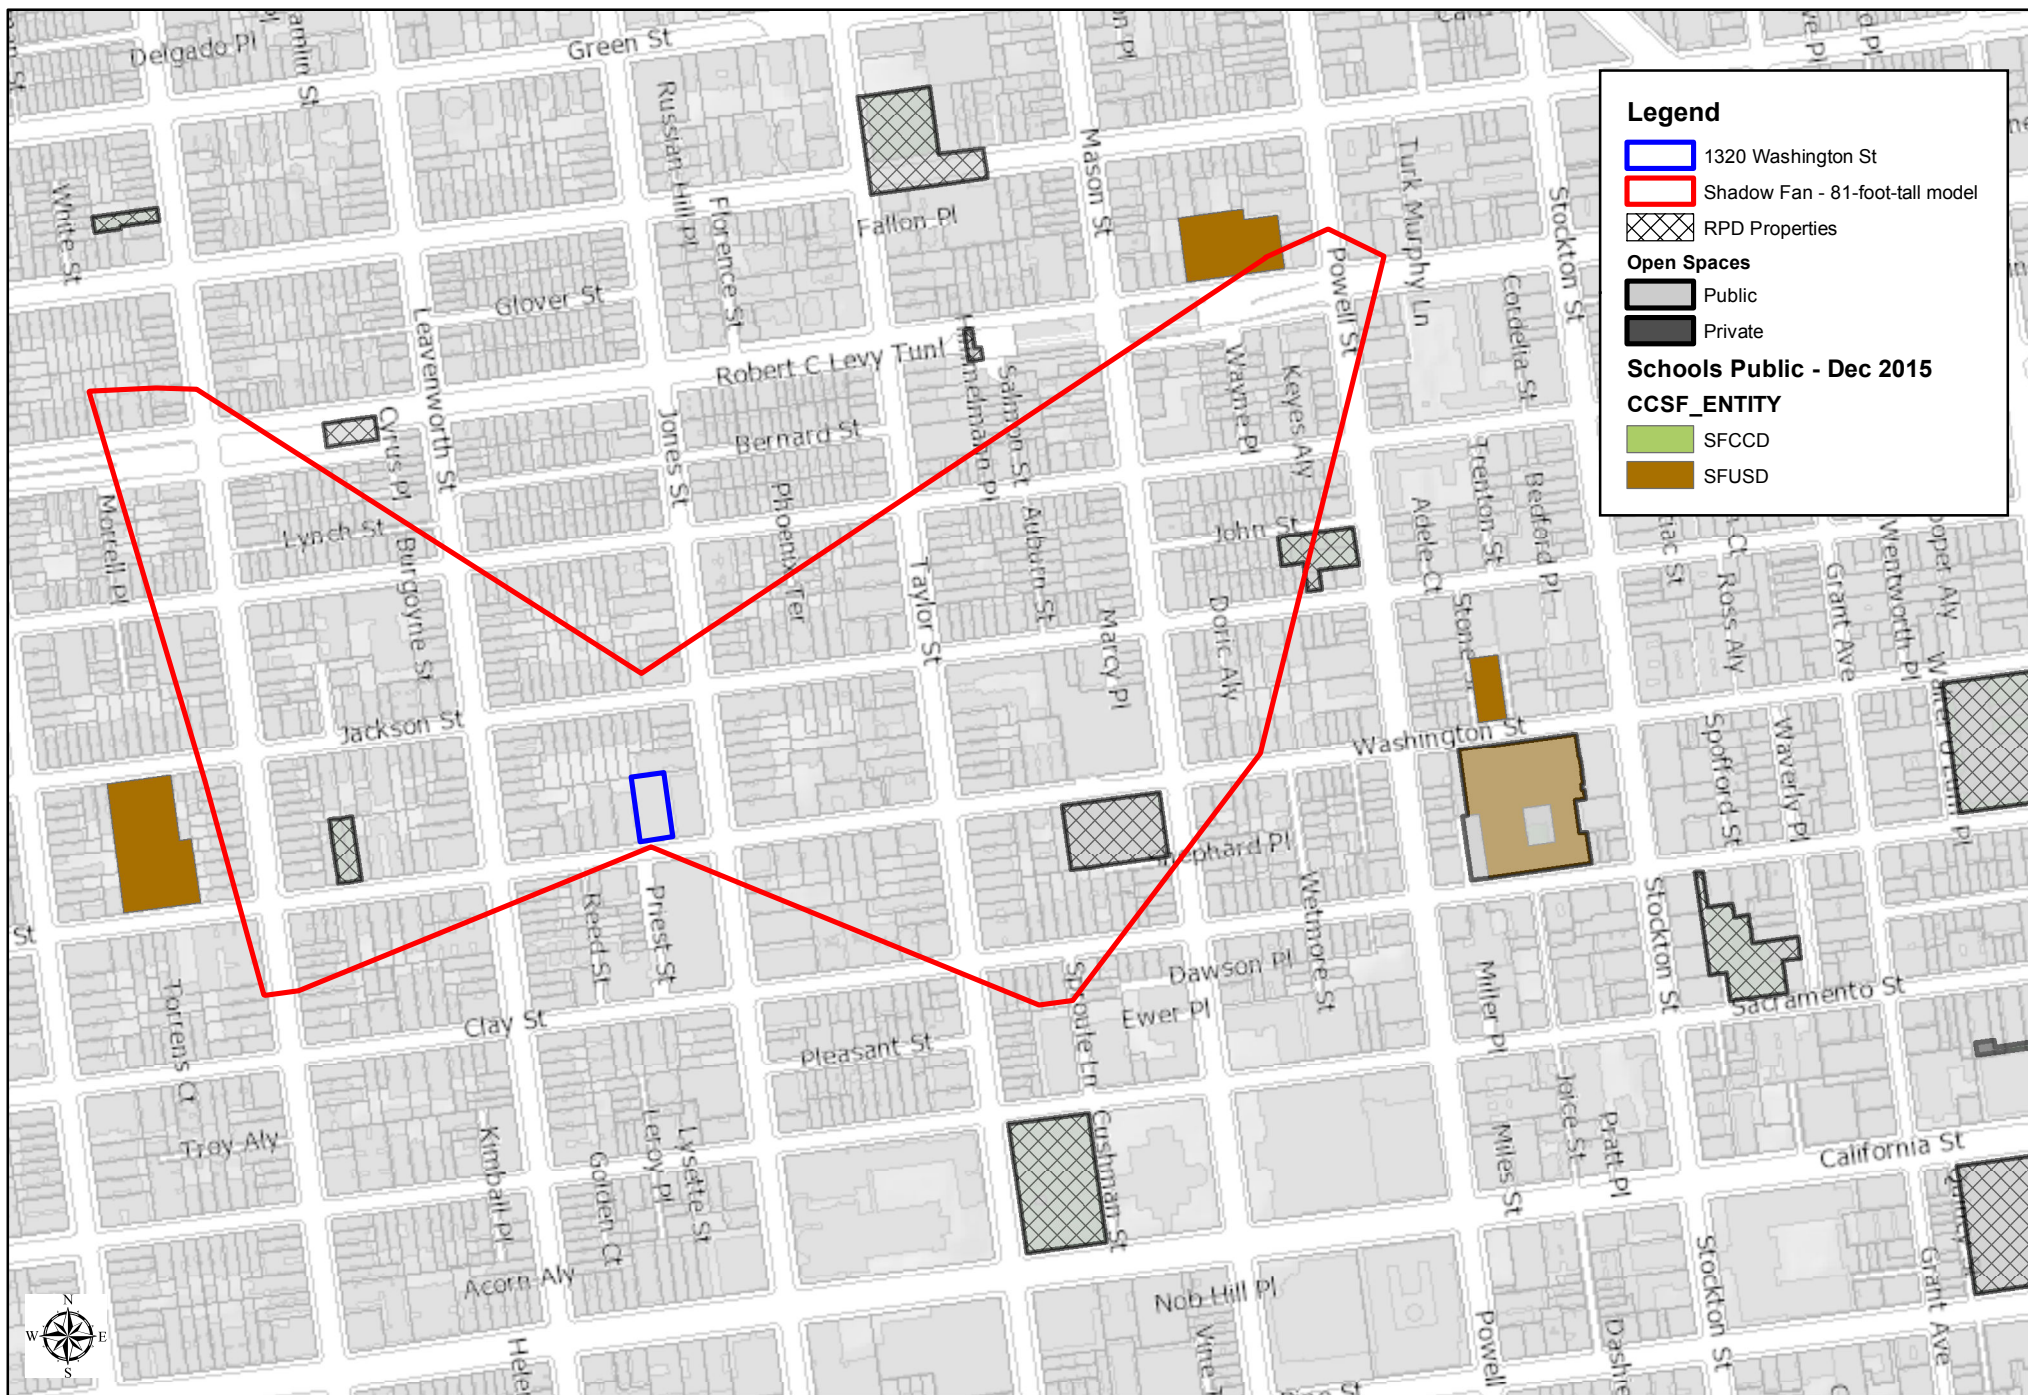 Delgado Pl
Green St
Legend
1320 Washington St
Shadow Fan - 81-foot-tall model
RPD Properties
Open Spaces
Public
Private
Schools Public - Dec 2015
CCSF_ENTITY
SFCCD
SFUSD
Russian Hill Pl
Mason St
Turk Murphy Ln
Stockton St
White St
Florence St
Fallon Pl
Glover St
Powell St
Cordelia St
Leavenworth St
Robert C Levy Tunl
Salmon St
Wayne Pl
Keyes Aly
Cyrus Pl
Jones St
Bernard St
Trenton St
Bedford Pl
Morrell Pl
Lynch St
Burgoyne St
Phoenix Ter
Auburn St
John St
Adele Ct
Wentworth Pl
Grant Ave
Ross Aly
Taylor St
Marcy Pl
Doric Aly
Jackson St
Washington St
Spofford St
Waverly Pl
St
Reed St
Priest St
Wetmore St
Stockton St
Torrens Ct
Clay St
Sproule Ln
Dawson Pl
Ewer Pl
Miller Pl
Sacramento St
Pleasant St
Troy Aly
Kimball Pl
Golden Ct
Leroy Pl
Lysette St
Cushman St
Miles St
Joice St
Pratt Pl
California St
Acorn Aly
Nob Hill Pl
Powell
Stockton St
Grant Ave
N
W
E
S